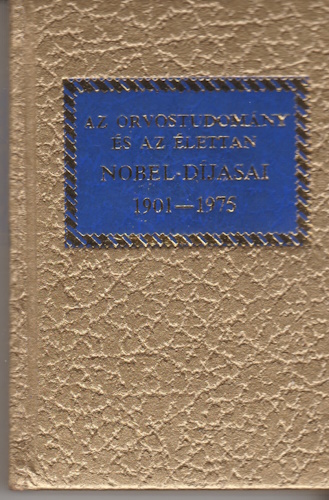 AZ ORVOSTUDOMÁNY
ÉS AZ ÉLETTAN
NOBEL-DÍJASAI
1901—1975